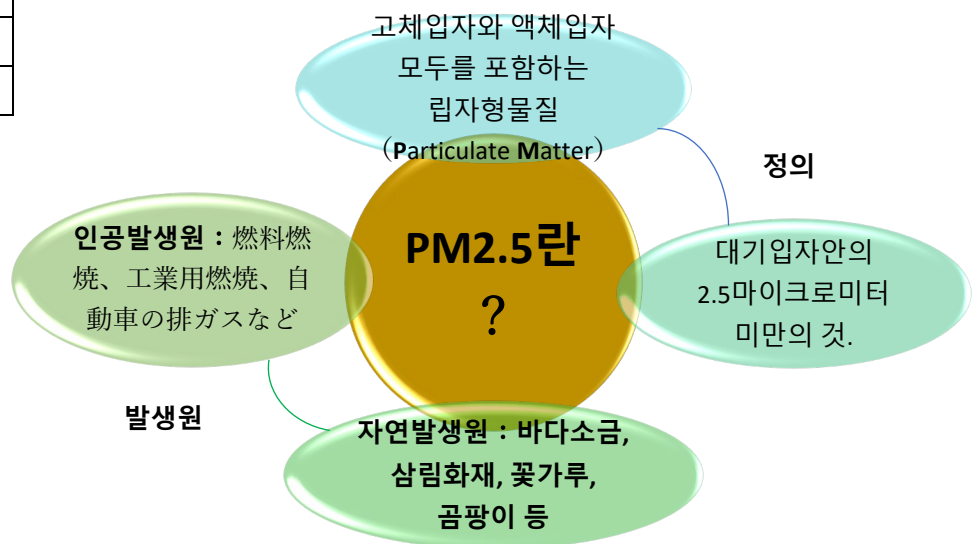 고체입자와 액체입자
모두를 포함하는
립자형물질
（Particulate Matter）
정의
PM2.5란
？
인공발생원：燃料燃
焼、工業用燃焼、自
動車の排ガスなど
대기입자안의
2.5마이크로미터
미만의 것.
발생원
자연발생원：바다소금,
삼림화재, 꽃가루,
곰팡이 등